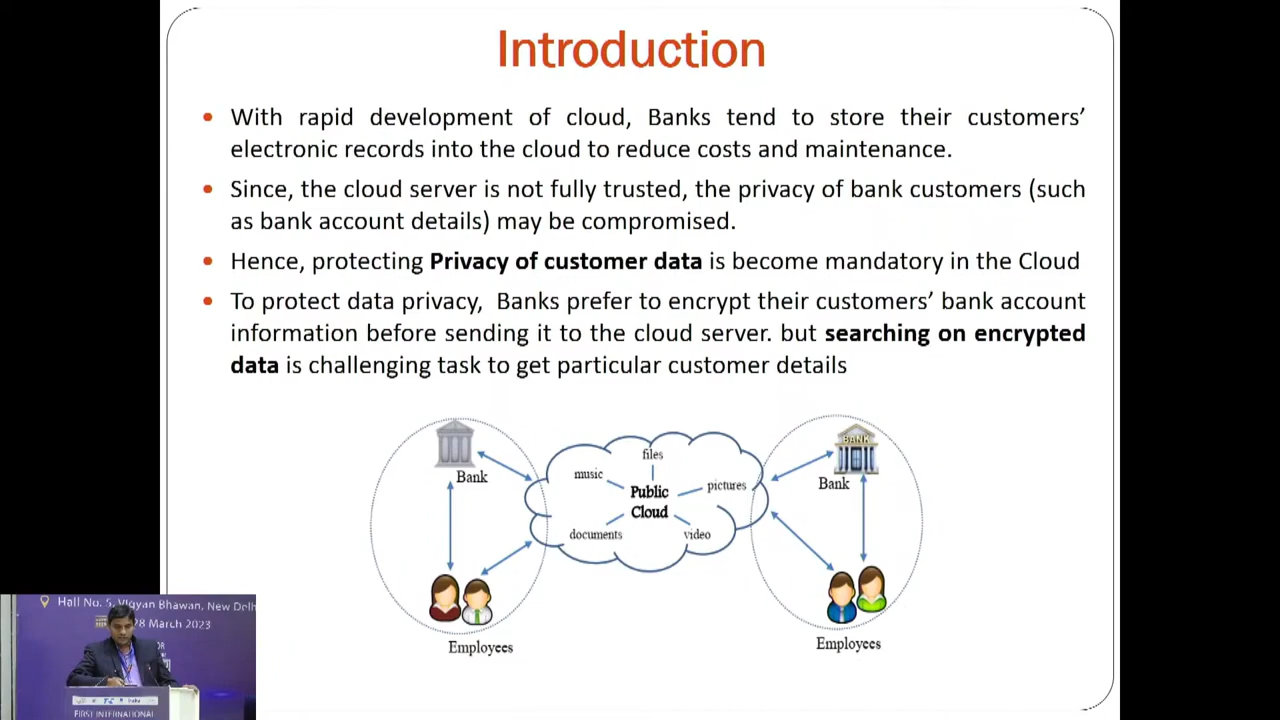 Introduction
• With rapid development of cloud, Banks tend to store their customers’
electronic records into the cloud to reduce costs and maintenance.
• Since, the cloud server is not fully trusted, the privacy of bank customers (such
as bank account details) may be compromised.
• Hence, protecting Privacy of customer data is become mandatory in the Cloud
• To protect data privacy, Banks prefer to encrypt their customers’ bank account
information before sending it to the cloud server. but searching on encrypted
data is challenging task to get particular customer details
Bank
Employees
files
music
pictures
Public
Cloud
documents
video
BANK
Bank
Employees
Hall No. 5, Vigyan Bhawan, New Delh
28 March 2023
FIRST INTERNATIONAL